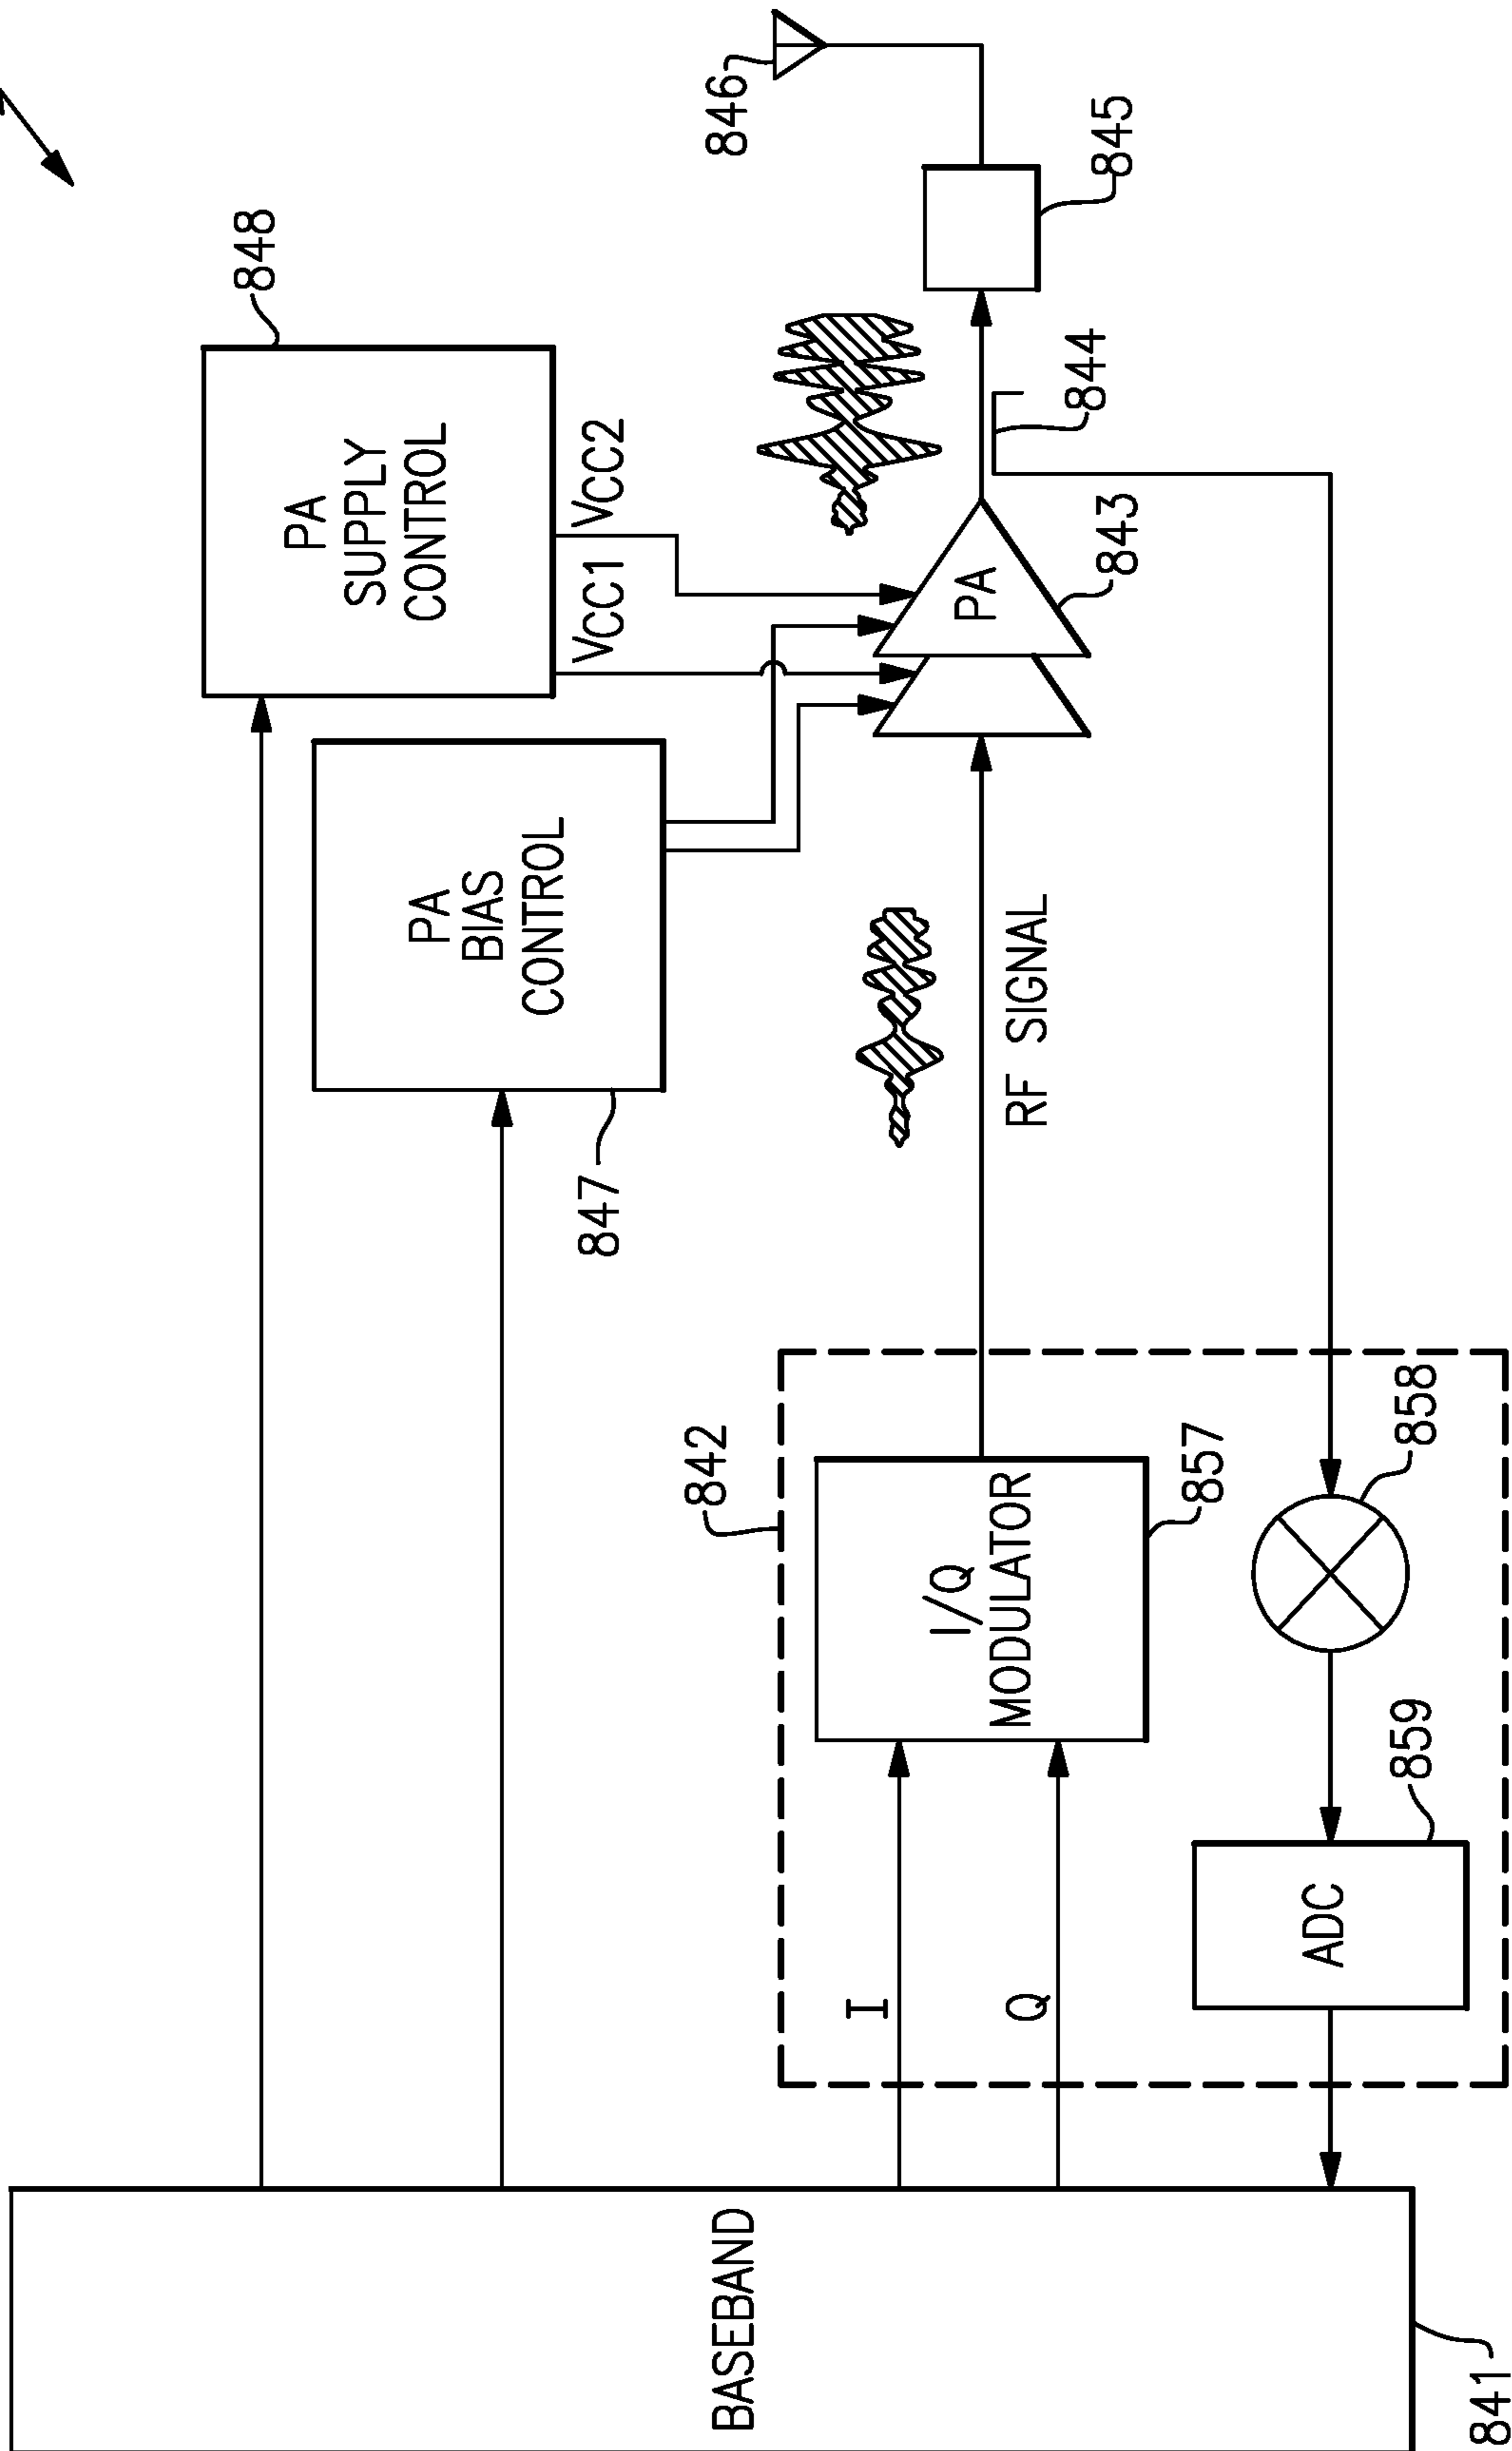 848
PA
SUPPLY
CONTROL
VCC1
VCC2
PA
BIAS
CONTROL
847
846
842
I
I/Q
MODULATOR
RF SIGNAL
PA
845
844
Q
857
843
BASEBAND
ADC
859
858
841